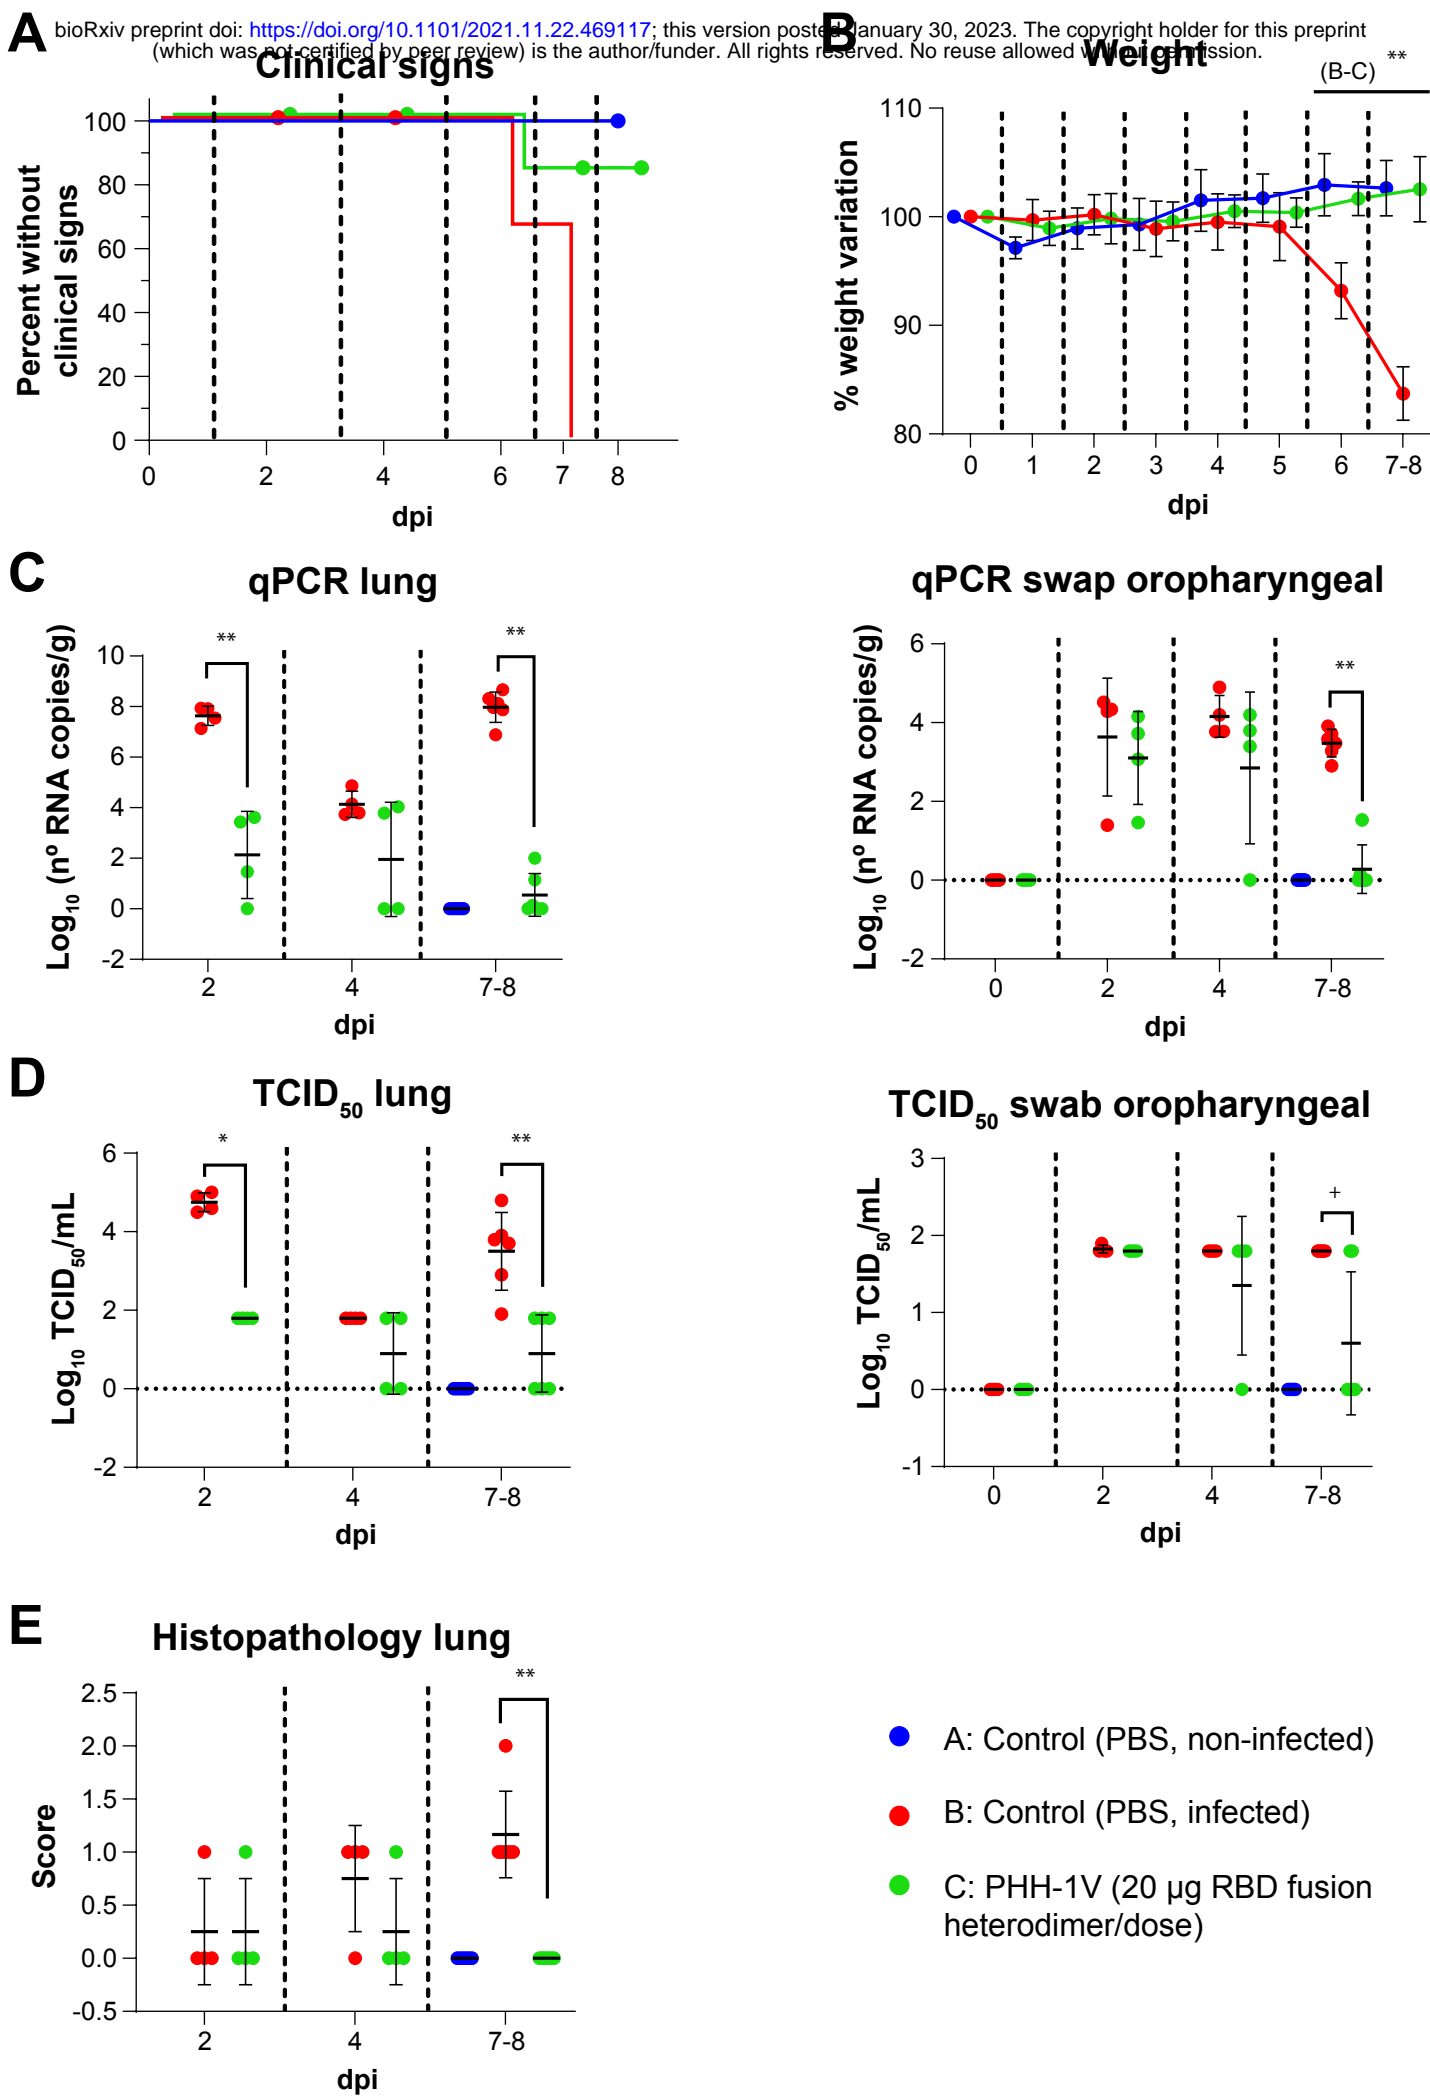 bioRxiv preprint doi: https://doi.org/10.1101/2021.11.22.469117; this version posted January 30, 2023. The copyright holder for this preprint
(which was not certified by peer review) is the author/funder. All rights reserved. No reuse allowed without permission.
A
Clinical signs
Percent without
clinical signs
100
80
60
40
20
0
0 2 4 6 7 8
dpi
B
Weight
(B-C) **
% weight variation
110
100
90
80
0 1 2 3 4 5 6 7-8
dpi
C
qPCR lung
Log10 (nº RNA copies/g)
** **
10
8
6
4
2
0
-2
2 4 7-8
dpi
qPCR swap oropharyngeal
Log10 (nº RNA copies/g)
**
6
4
2
0
-2
0 2 4 7-8
dpi
D
TCID50 lung
Log10 TCID50/mL
* **
6
4
2
0
-2
2 4 7-8
dpi
TCID50 swab oropharyngeal
Log10 TCID50/mL
+
3
2
1
0
-1
0 2 4 7-8
dpi
E
Histopathology lung
Score
**
2.5
2.0
1.5
1.0
0.5
0.0
-0.5
2 4 7-8
dpi
A: Control (PBS, non-infected)
B: Control (PBS, infected)
C: PHH-1V (20 µg RBD fusion
heterodimer/dose)